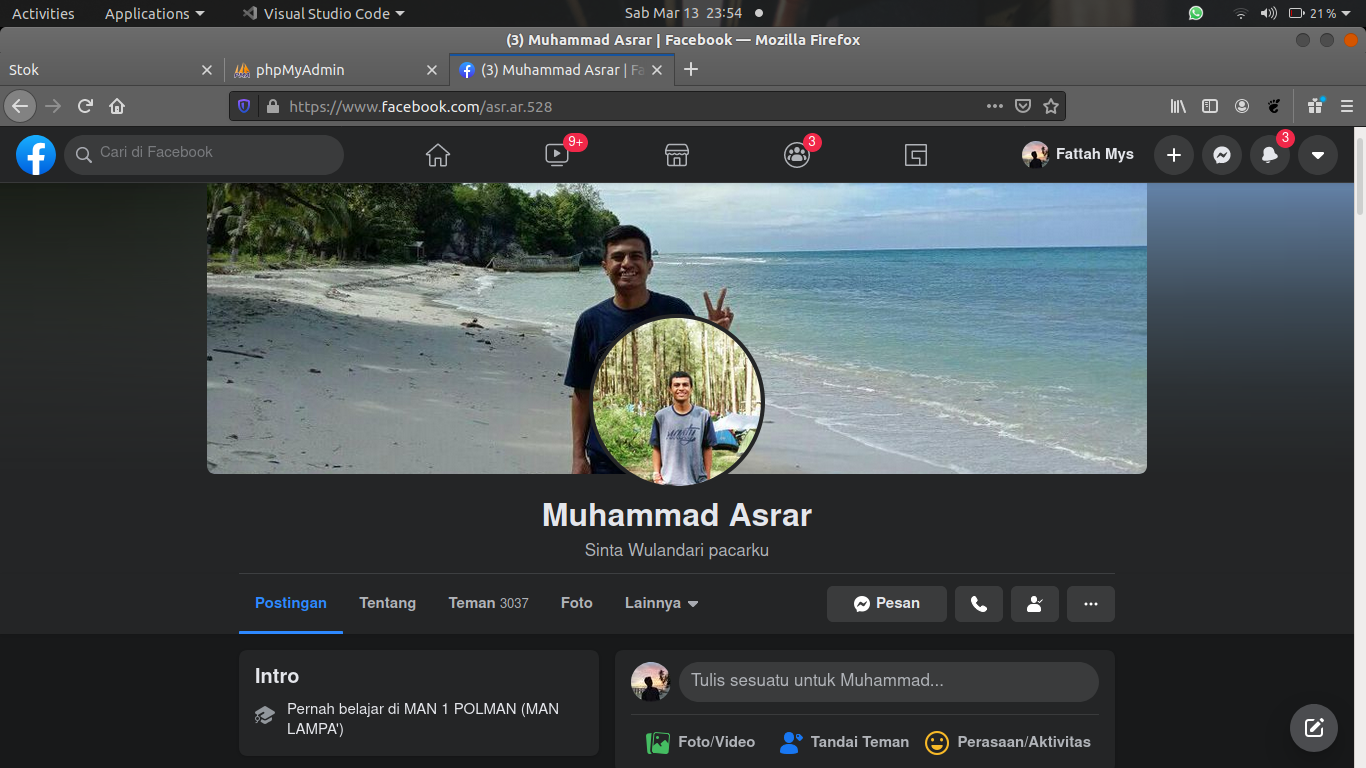 Activities Applications Visual Studio Code Sab Mar 13 23:54 21 %
(3) Muhammad Asrar | Facebook — Mozilla Firefox
Stok phpMyAdmin (3) Muhammad Asrar | Fa
https://www.facebook.com/asr.ar.528
Cari di Facebook 9+ 3 Fattah Mys 3
Muhammad Asrar
Sinta Wulandari pacarku
Postingan Tentang Teman 3037 Foto Lainnya Pesan
Intro
Pernah belajar di MAN 1 POLMAN (MAN
LAMPA')
Tulis sesuatu untuk Muhammad...
Foto/Video Tandai Teman Perasaan/Aktivitas